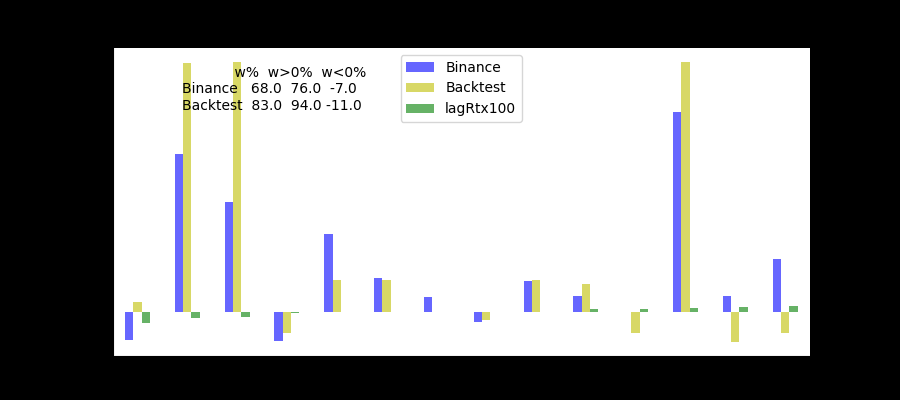 w%  w>0%  w<0%
Binance   68.0  76.0  -7.0
Backtest  83.0  94.0 -11.0
Binance
Backtest
lagRtx100